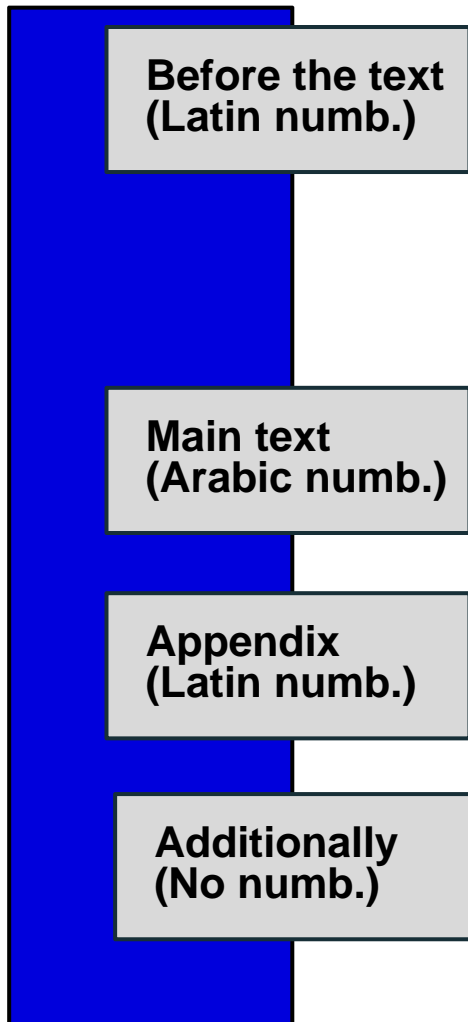 Before the text
(Latin numb.)
Main text
(Arabic numb.)
Appendix
(Latin numb.)
Additionally
(No numb.)